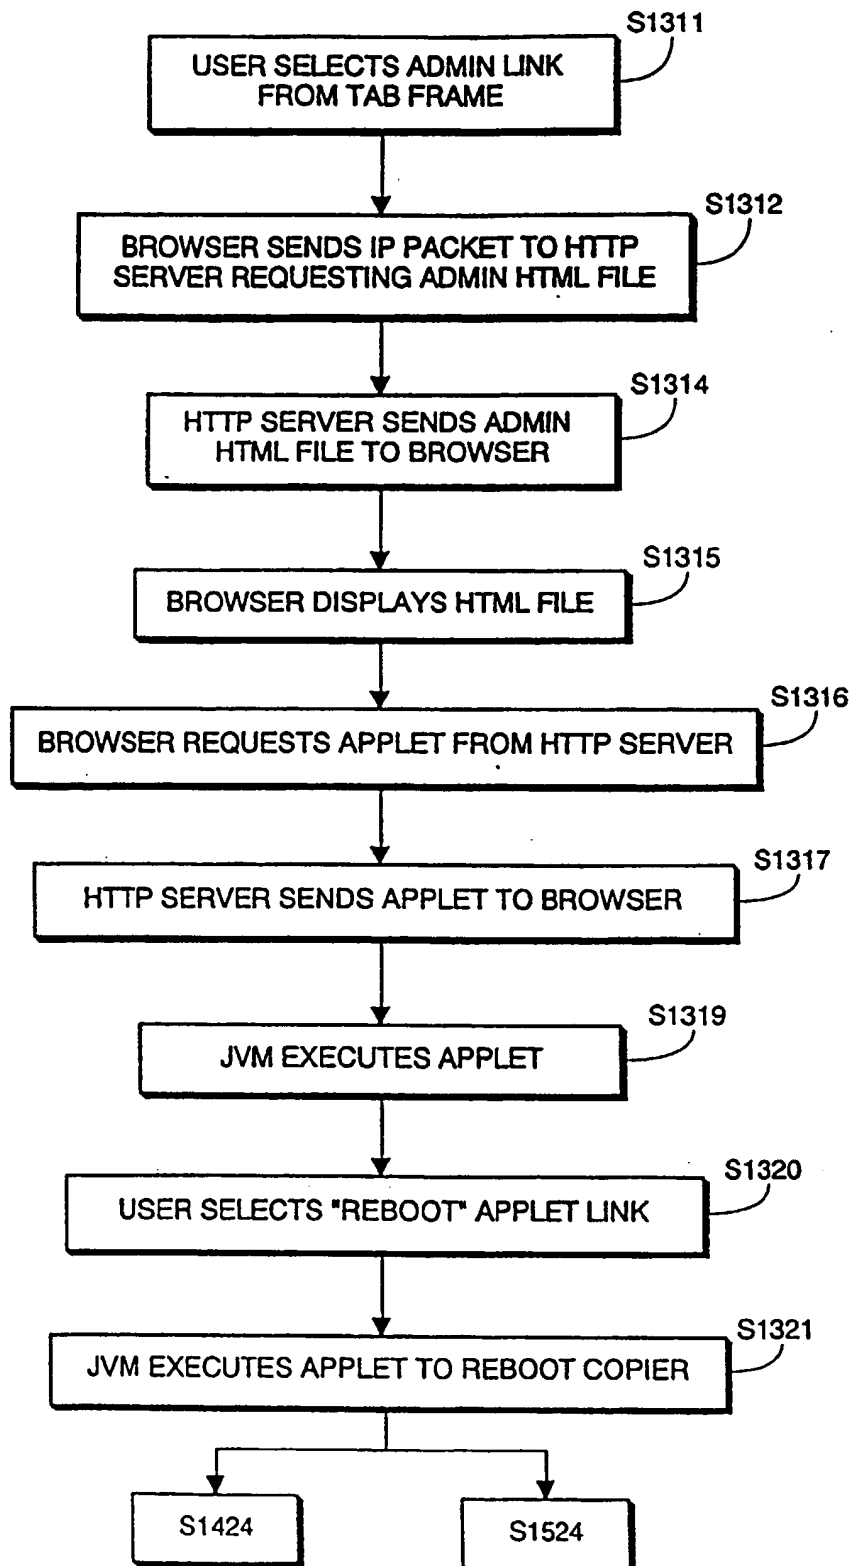 S1311
USER SELECTS ADMIN LINK
FROM TAB FRAME
S1312
BROWSER SENDS IP PACKET TO HTTP
SERVER REQUESTING ADMIN HTML FILE
S1314
HTTP SERVER SENDS ADMIN
HTML FILE TO BROWSER
S1315
BROWSER DISPLAYS HTML FILE
S1316
BROWSER REQUESTS APPLET FROM HTTP SERVER
S1317
HTTP SERVER SENDS APPLET TO BROWSER
S1319
JVM EXECUTES APPLET
S1320
USER SELECTS "REBOOT" APPLET LINK
S1321
JVM EXECUTES APPLET TO REBOOT COPIER
S1424
S1524